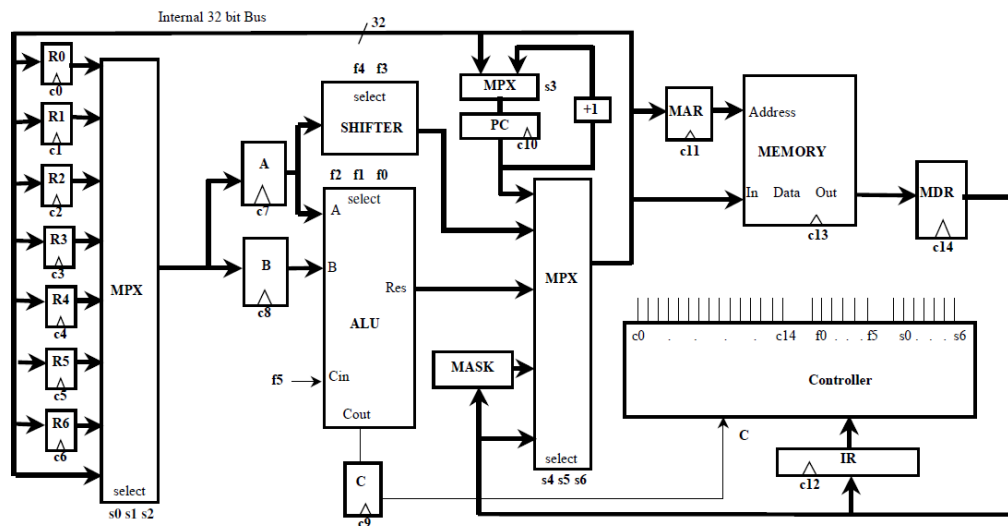 Internal 32 bit Bus
32
R0
c0
R1
c1
R2
c2
R3
c3
R4
c4
R5
c5
R6
c6
MPX
select
s0 s1 s2
A
c7
B
c8
f4 f3
select
SHIFTER
f2 f1 f0
select
A
B
Res
ALU
f5
Cin
Cout
C
c9
MPX
s3
PC
c10
+1
MPX
select
s4 s5 s6
MASK
MAR
c11
Address
MEMORY
In Data Out
c13
MDR
c14
c0 . . . . . c14 f0 . . . f5 s0 . . . s6
Controller
C
IR
c12